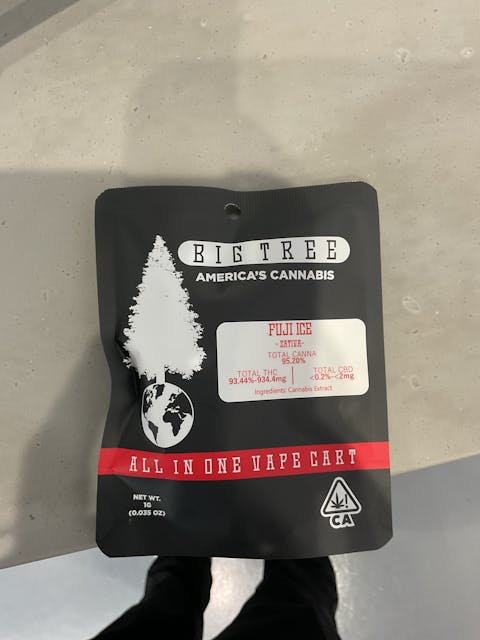 BIG TREE
AMERICA'S CANNABIS
FUJI ICE
-SATIVA-
TOTAL CANNA
95.20%
TOTAL THC
93.44%-934.4mg
TOTAL CBD
<0.2%-<2mg
Ingredients: Cannabis Extract
ALL IN ONE VAPE CART
NET WT.
1G
(0.035 OZ)
!
CA